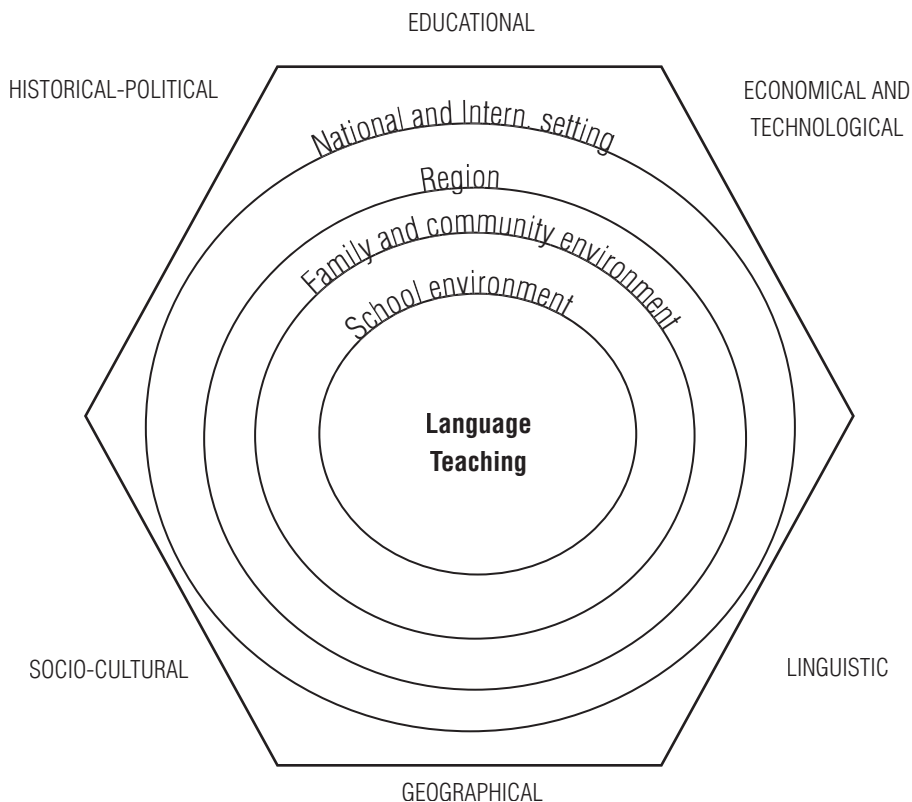 EDUCATIONAL
HISTORICAL-POLITICAL
ECONOMICAL AND
TECHNOLOGICAL
National and Intern. setting
Region
Family and community environment
School environment
Language
Teaching
SOCIO-CULTURAL
LINGUISTIC
GEOGRAPHICAL